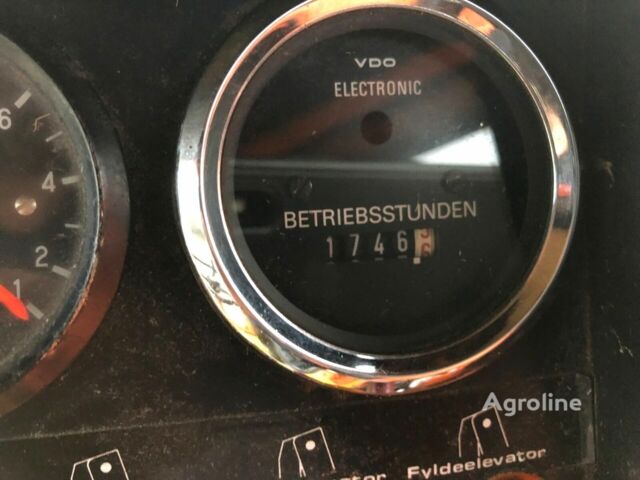 VDO
ELECTRONIC
6
4
2
1
BETRIEBSSTUNDEN
1746
Agroline
Fyldeelevator